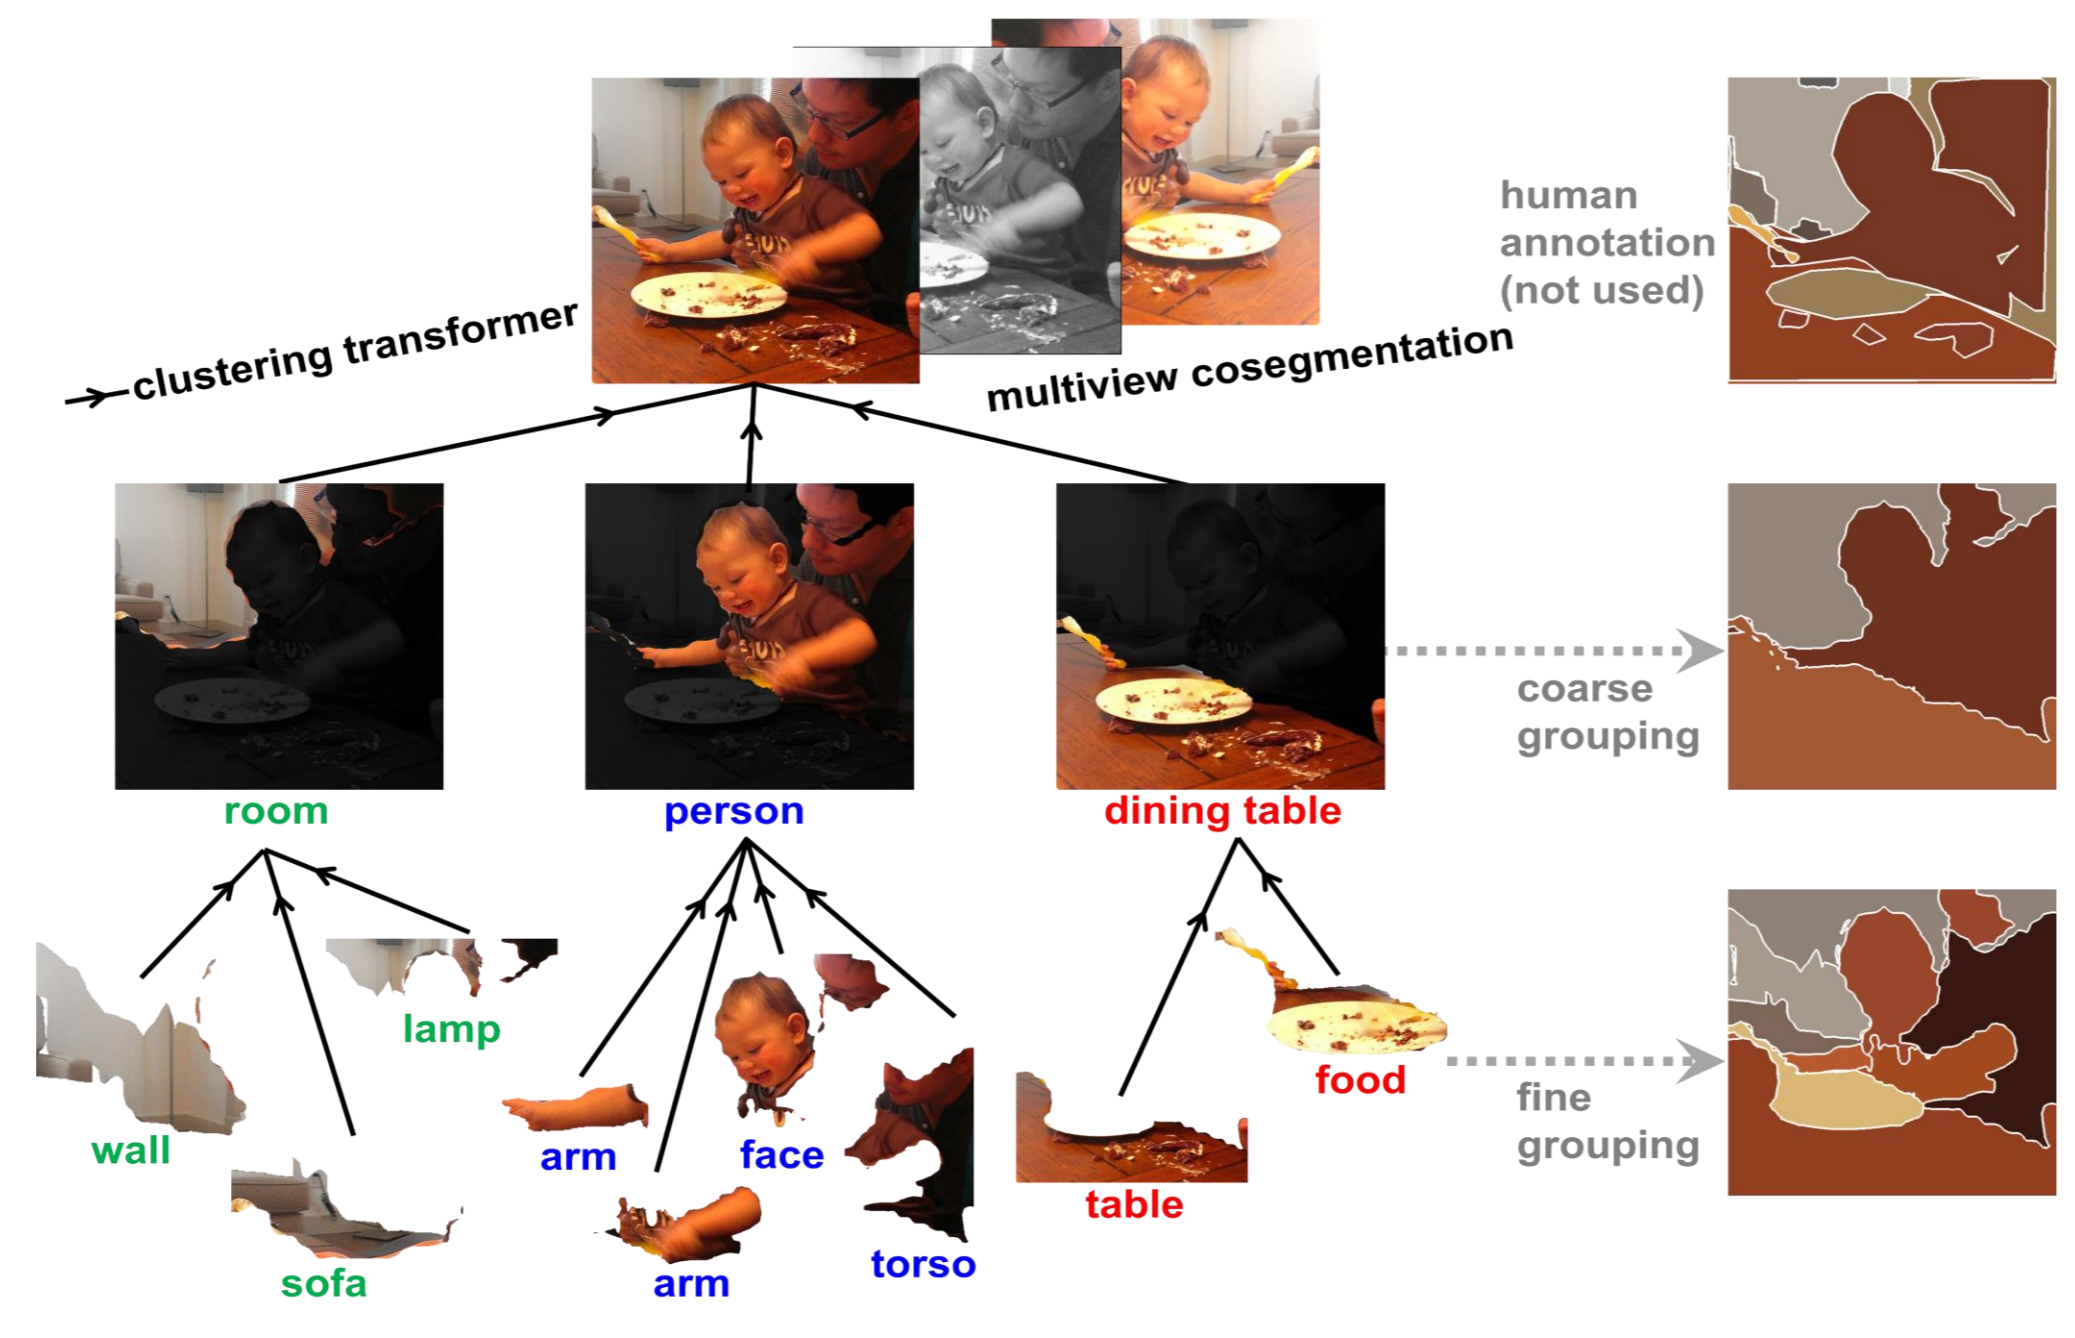 human
annotation
(not used)
clustering transformer
multiview cosegmentation
room
person
dining table
coarse
grouping
lamp
wall
sofa
arm
face
arm
torso
food
table
fine
grouping